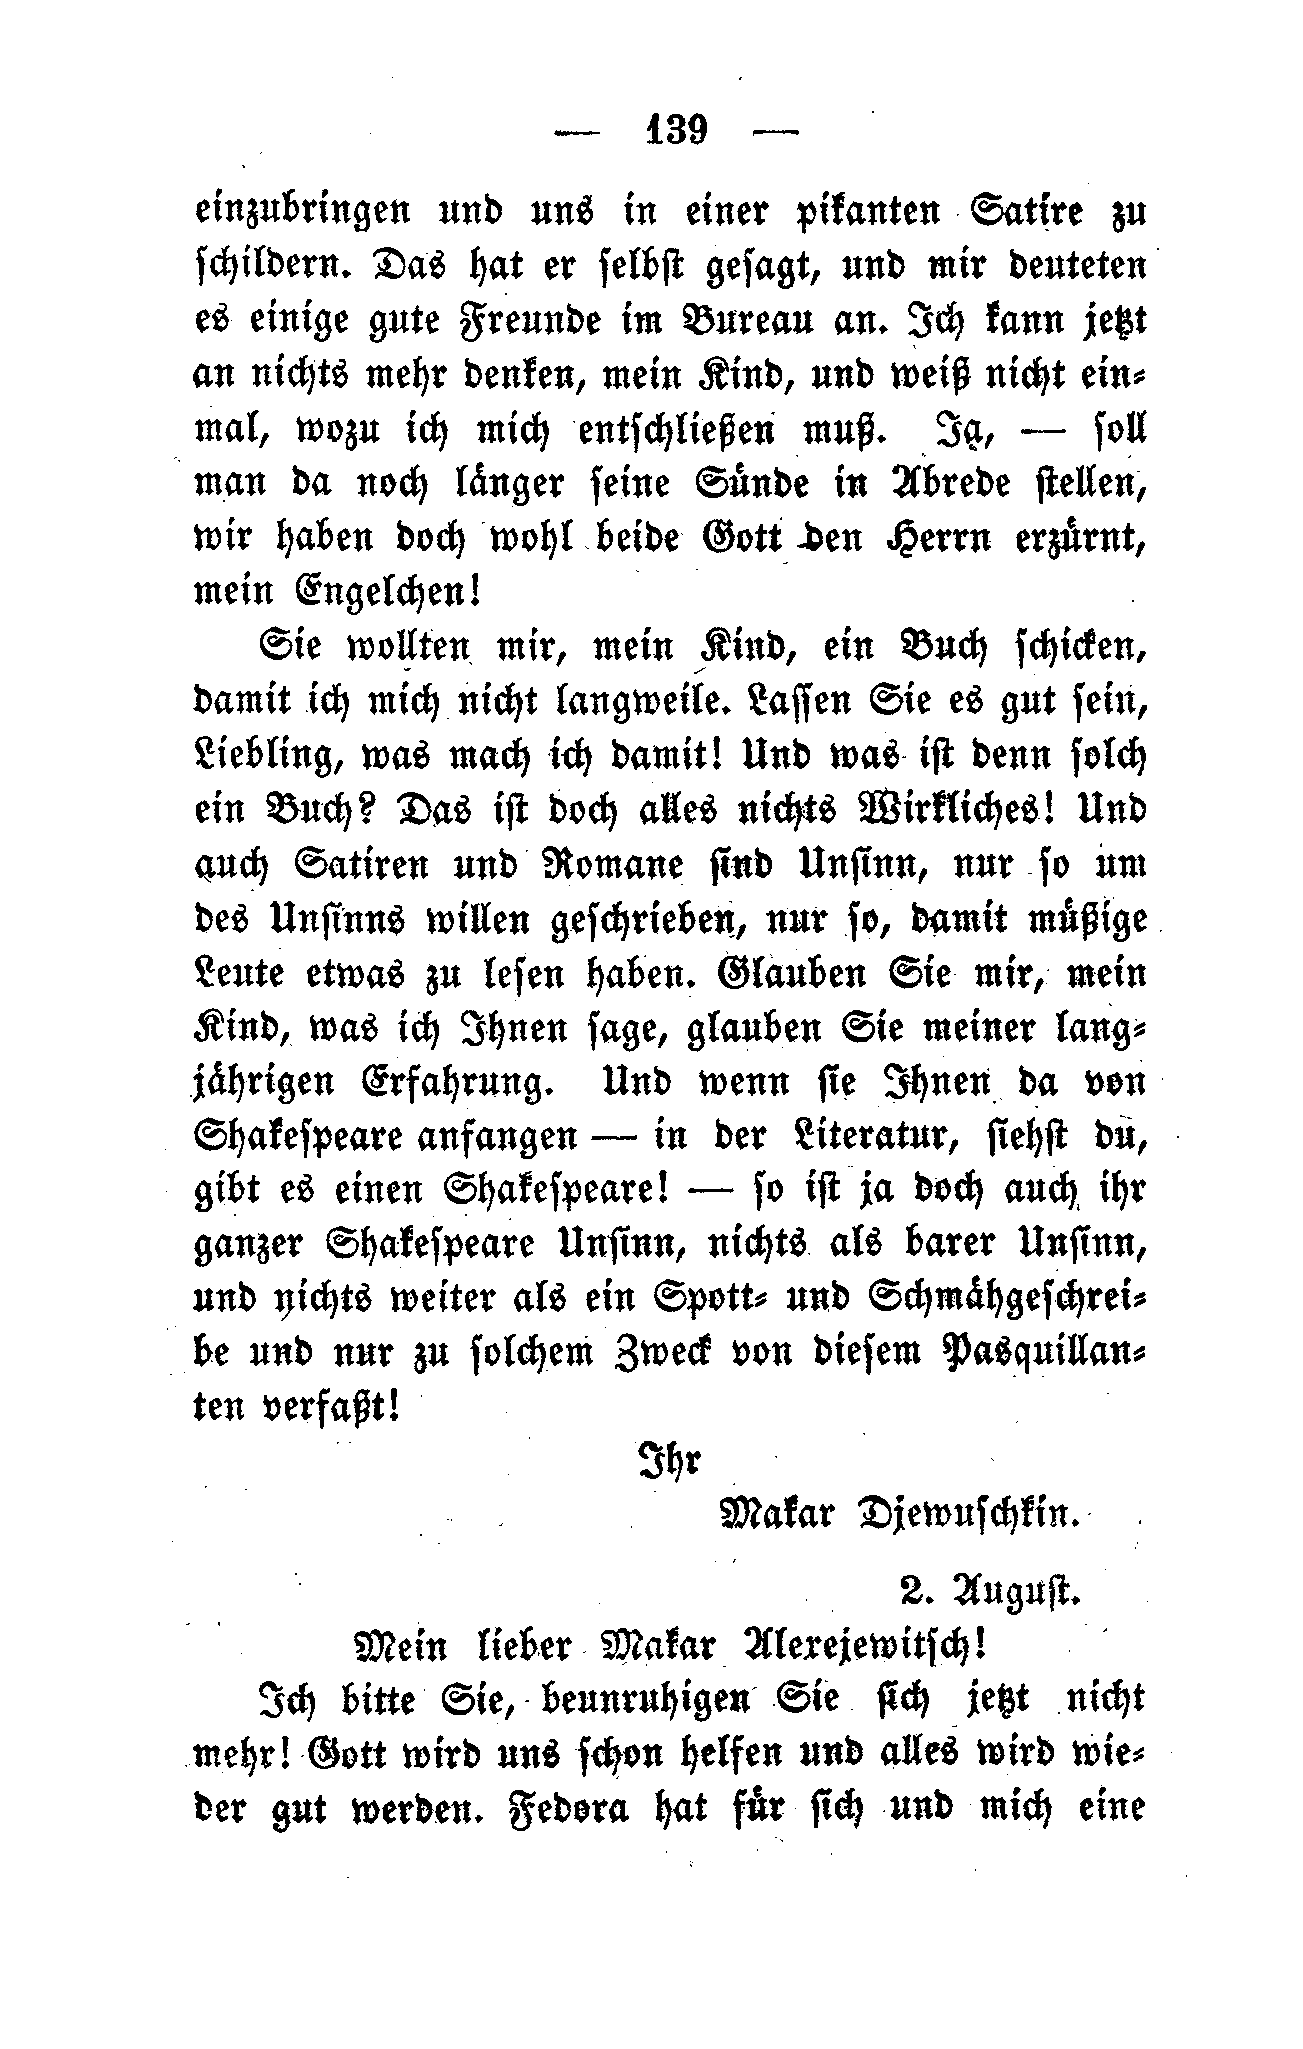 — 139 —
einzubringen und uns in einer pikanten Satire zu
schildern. Das hat er selbst gesagt, und mir deuteten
es einige gute Freunde im Bureau an. Ich kann jetzt
an nichts mehr denken, mein Kind, und weiß nicht ein-
mal, wozu ich mich entschließen muß. Ja, — soll
man da noch länger seine Sünde in Abrede stellen,
wir haben doch wohl beide Gott den Herrn erzürnt,
mein Engelchen!
Sie wollten mir, mein Kind, ein Buch schicken,
damit ich mich nicht langweile. Lassen Sie es gut sein,
Liebling, was mach ich damit! Und was ist denn solch
ein Buch? Das ist doch alles nichts Wirkliches! Und
auch Satiren und Romane sind Unsinn, nur so um
des Unsinns willen geschrieben, nur so, damit müßige
Leute etwas zu lesen haben. Glauben Sie mir, mein
Kind, was ich Ihnen sage, glauben Sie meiner lang-
jährigen Erfahrung. Und wenn sie Ihnen da von
Shakespeare anfangen — in der Literatur, siehst du,
gibt es einen Shakespeare! — so ist ja doch auch ihr
ganzer Shakespeare Unsinn, nichts als barer Unsinn,
und nichts weiter als ein Spott- und Schmähgeschrei-
be und nur zu solchem Zweck von diesem Pasquillan-
ten verfaßt!
Ihr
Makar Djewuschkin.
2. August.
Mein lieber Makar Alexejewitsch!
Ich bitte Sie, beunruhigen Sie sich jetzt nicht
mehr! Gott wird uns schon helfen und alles wird wie-
der gut werden. Fedora hat für sich und mich eine